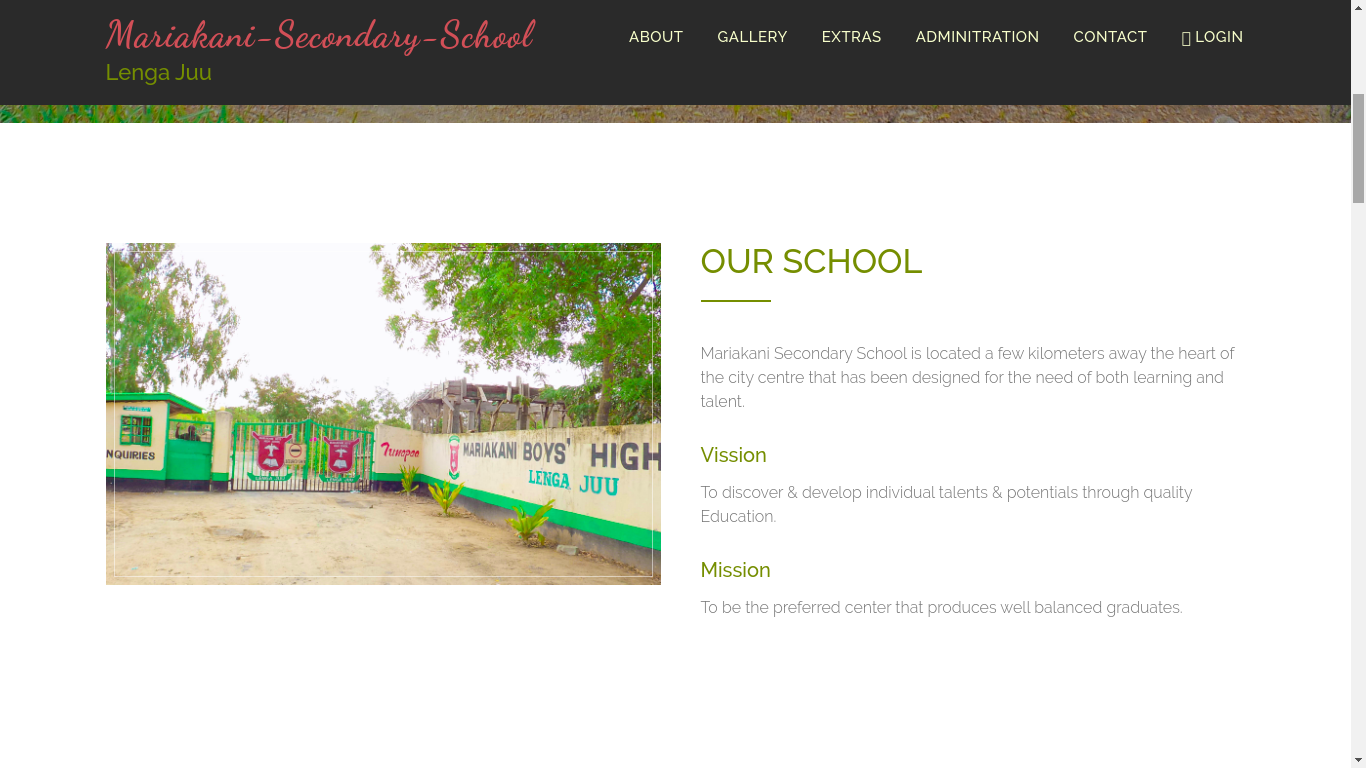 Mariakani-Secondary-School
Lenga Juu
ABOUT GALLERY EXTRAS ADMINITRATION CONTACT LOGIN
OUR SCHOOL
Mariakani Secondary School is located a few kilometers away the heart of
the city centre that has been designed for the need of both learning and
talent.
Vission
To discover & develop individual talents & potentials through quality
Education.
Mission
To be the preferred center that produces well balanced graduates.
NQUIRIES
Tunapaa
MARIAKANI BOYS' HIGH
LENGA JUU